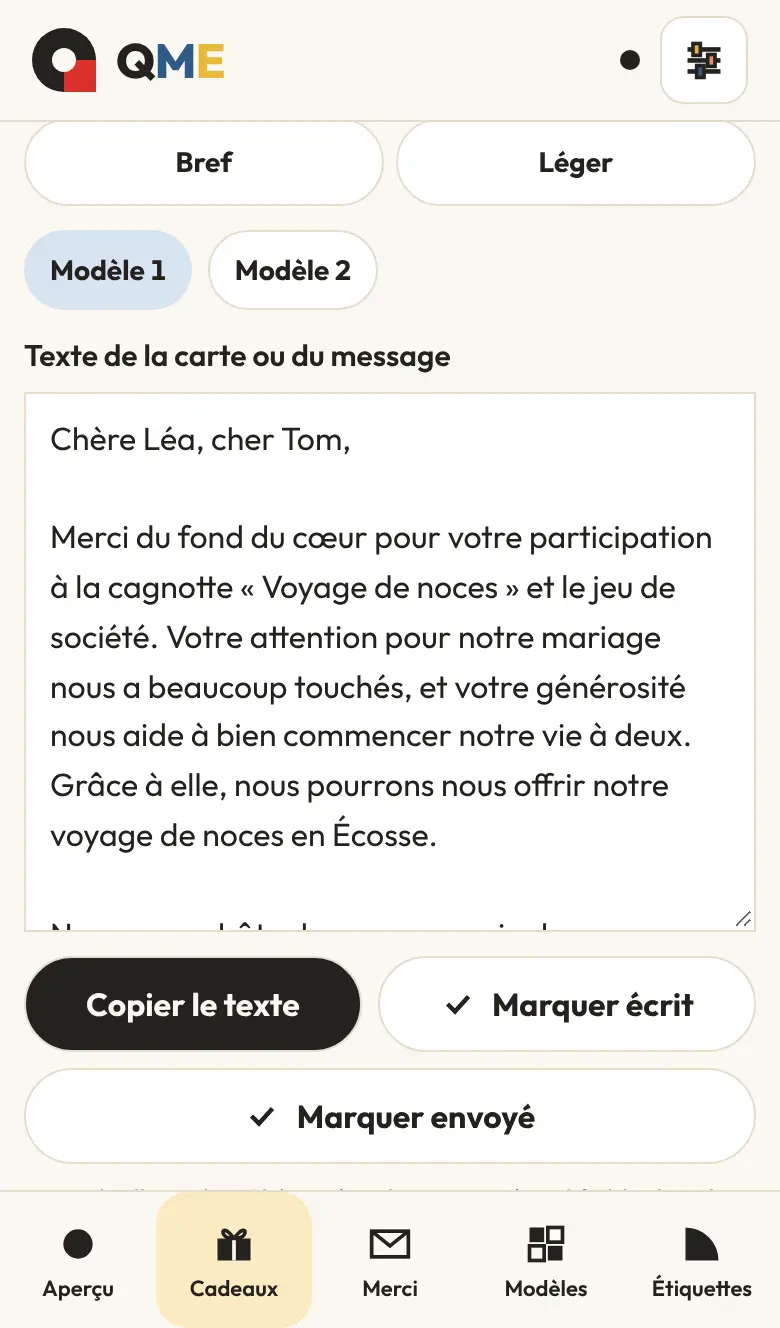 QME
Bref
Léger
Modèle 1
Modèle 2
Texte de la carte ou du message
Chère Léa, cher Tom,
Merci du fond du cœur pour votre participation
à la cagnotte « Voyage de noces » et le jeu de
société. Votre attention pour notre mariage
nous a beaucoup touchés, et votre générosité
nous aide à bien commencer notre vie à deux.
Grâce à elle, nous pourrons nous offrir notre
voyage de noces en Écosse.
Copier le texte
Marquer écrit
Marquer envoyé
Aperçu
Cadeaux
Merci
Modèles
Étiquettes